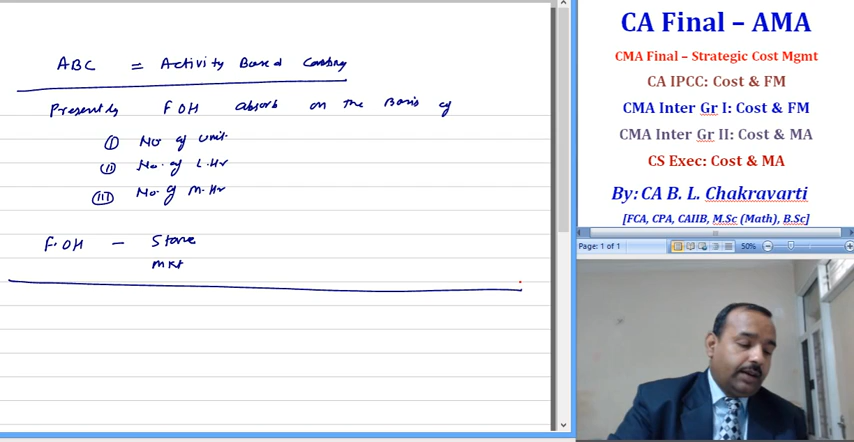 ABC = Activity Based Costing
Presently FOH absorb on the Basis of
(I) No of Unit
(II) No. of L.Hr
(III) No. of M.Hr
F.OH - Store
Mkt
CA Final – AMA
CMA Final – Strategic Cost Mgmt
CA IPCC: Cost & FM
CMA Inter Gr I: Cost & FM
CMA Inter Gr II: Cost & MA
CS Exec: Cost & MA
By: CA B. L. Chakravarti
[FCA, CPA, CAIIB, M.Sc (Math), B.Sc]
Page: 1 of 1 50%